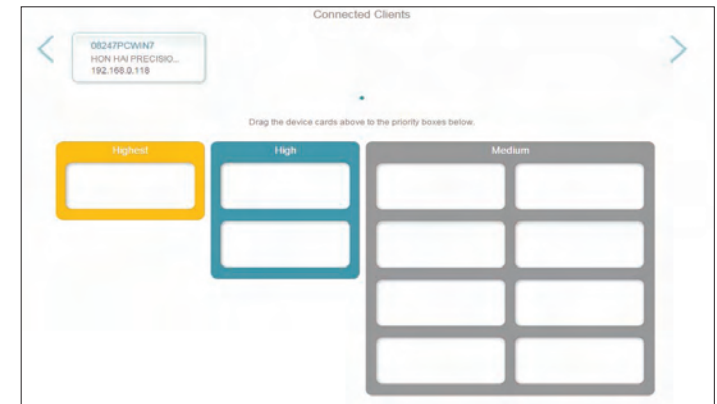 Connected Clients
08247PCWIN7
HON HAI PRECISIO...
192.168.0.118
Drag the device cards above to the priority boxes below.
Highest
High
Medium